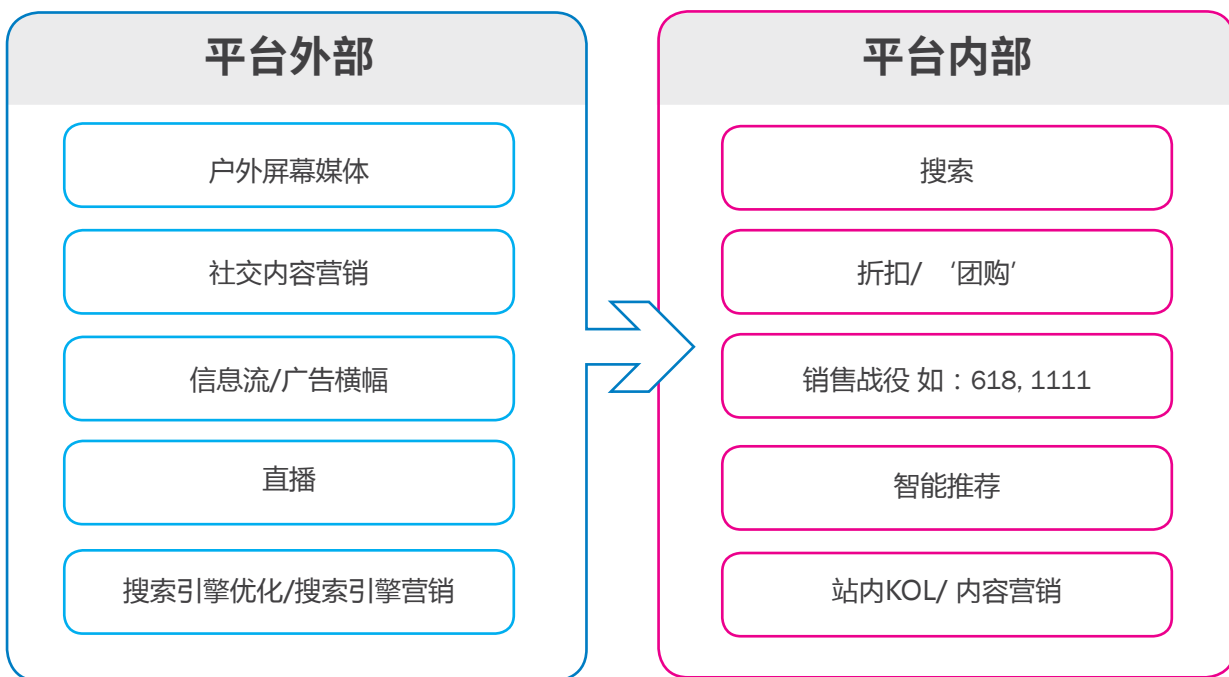 平台外部
户外屏幕媒体
社交内容营销
信息流/广告横幅
直播
搜索引擎优化/搜索引擎营销
平台内部
搜索
折扣/ ‘团购’
销售战役 如：618, 1111
智能推荐
站内KOL/ 内容营销